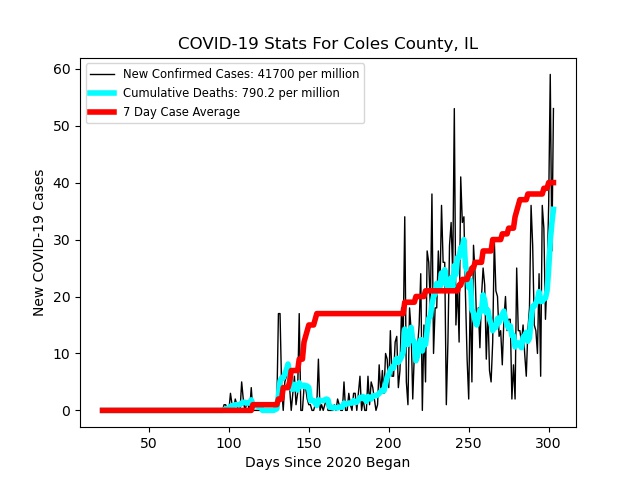 COVID-19 Stats For Coles County, IL
New Confirmed Cases: 41700 per million
Cumulative Deaths: 790.2 per million
7 Day Case Average
New COVID-19 Cases
60
50
40
30
20
10
0
50 100 150 200 250 300
Days Since 2020 Began